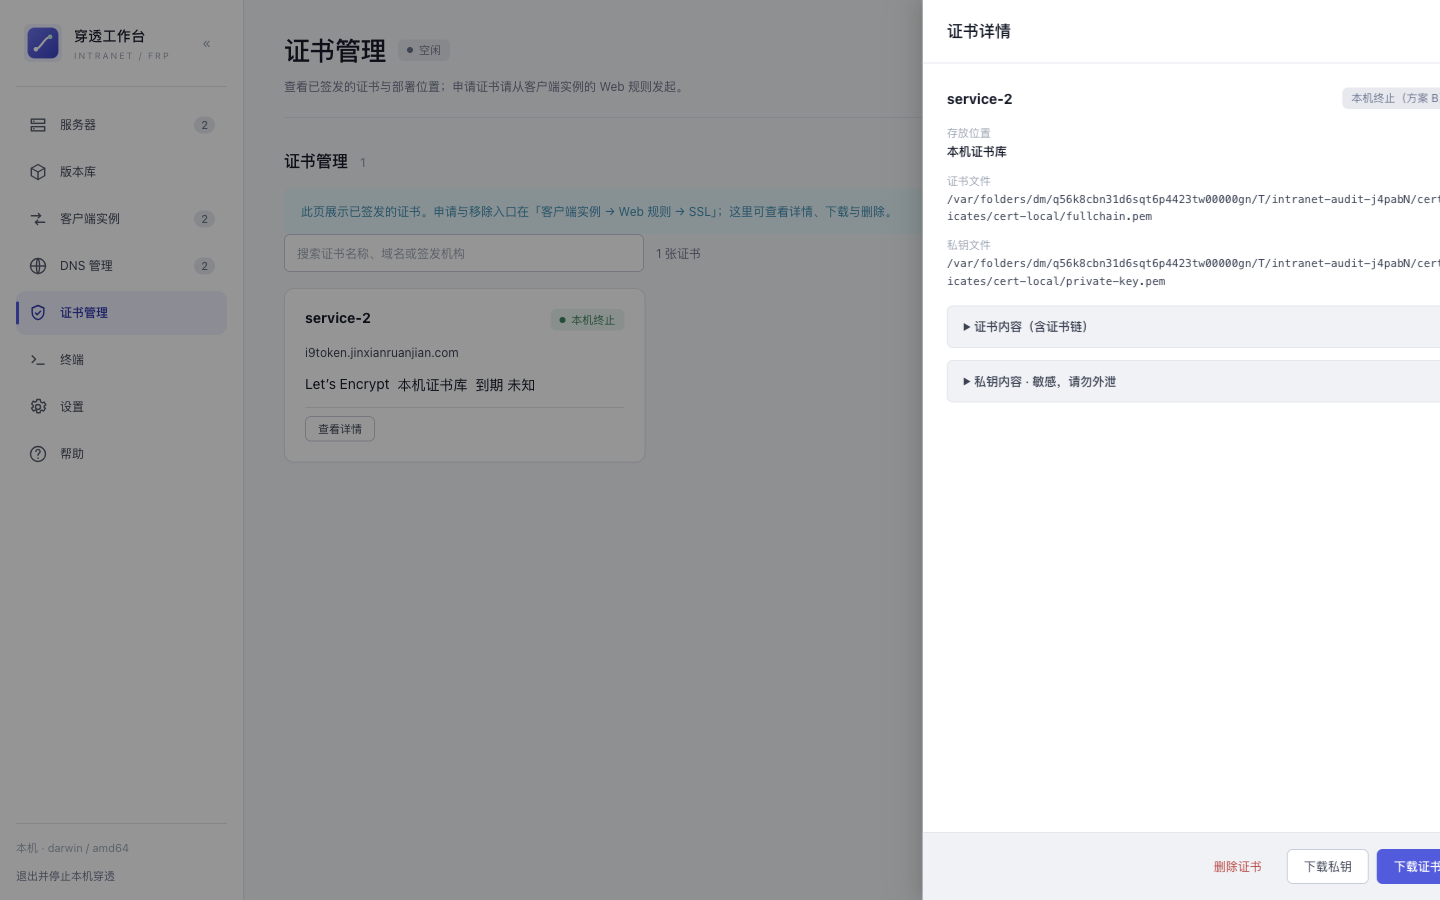 穿透工作台
INTRANET / FRP
«
服务器 2
版本库
客户端实例 2
DNS 管理 2
证书管理
终端
设置
帮助
本机 · darwin / amd64
退出并停止本机穿透
证书管理 空闲
查看已签发的证书与部署位置；申请证书请从客户端实例的 Web 规则发起。
证书管理 1
此页展示已签发的证书。申请与移除入口在「客户端实例 → Web 规则 → SSL」；这里可查看详情、下载与删除。
搜索证书名称、域名或签发机构
1 张证书
service-2 本机终止
i9token.jinxianruanjian.com
Let’s Encrypt 本机证书库 到期 未知
查看详情
证书详情
service-2 本机终止（方案 B
存放位置
本机证书库
证书文件
/var/folders/dm/q56k8cbn31d6sqt6p4423tw00000gn/T/intranet-audit-j4pabN/cert
icates/cert-local/fullchain.pem
私钥文件
/var/folders/dm/q56k8cbn31d6sqt6p4423tw00000gn/T/intranet-audit-j4pabN/cert
icates/cert-local/private-key.pem
证书内容（含证书链）
私钥内容 · 敏感，请勿外泄
删除证书 下载私钥 下载证书